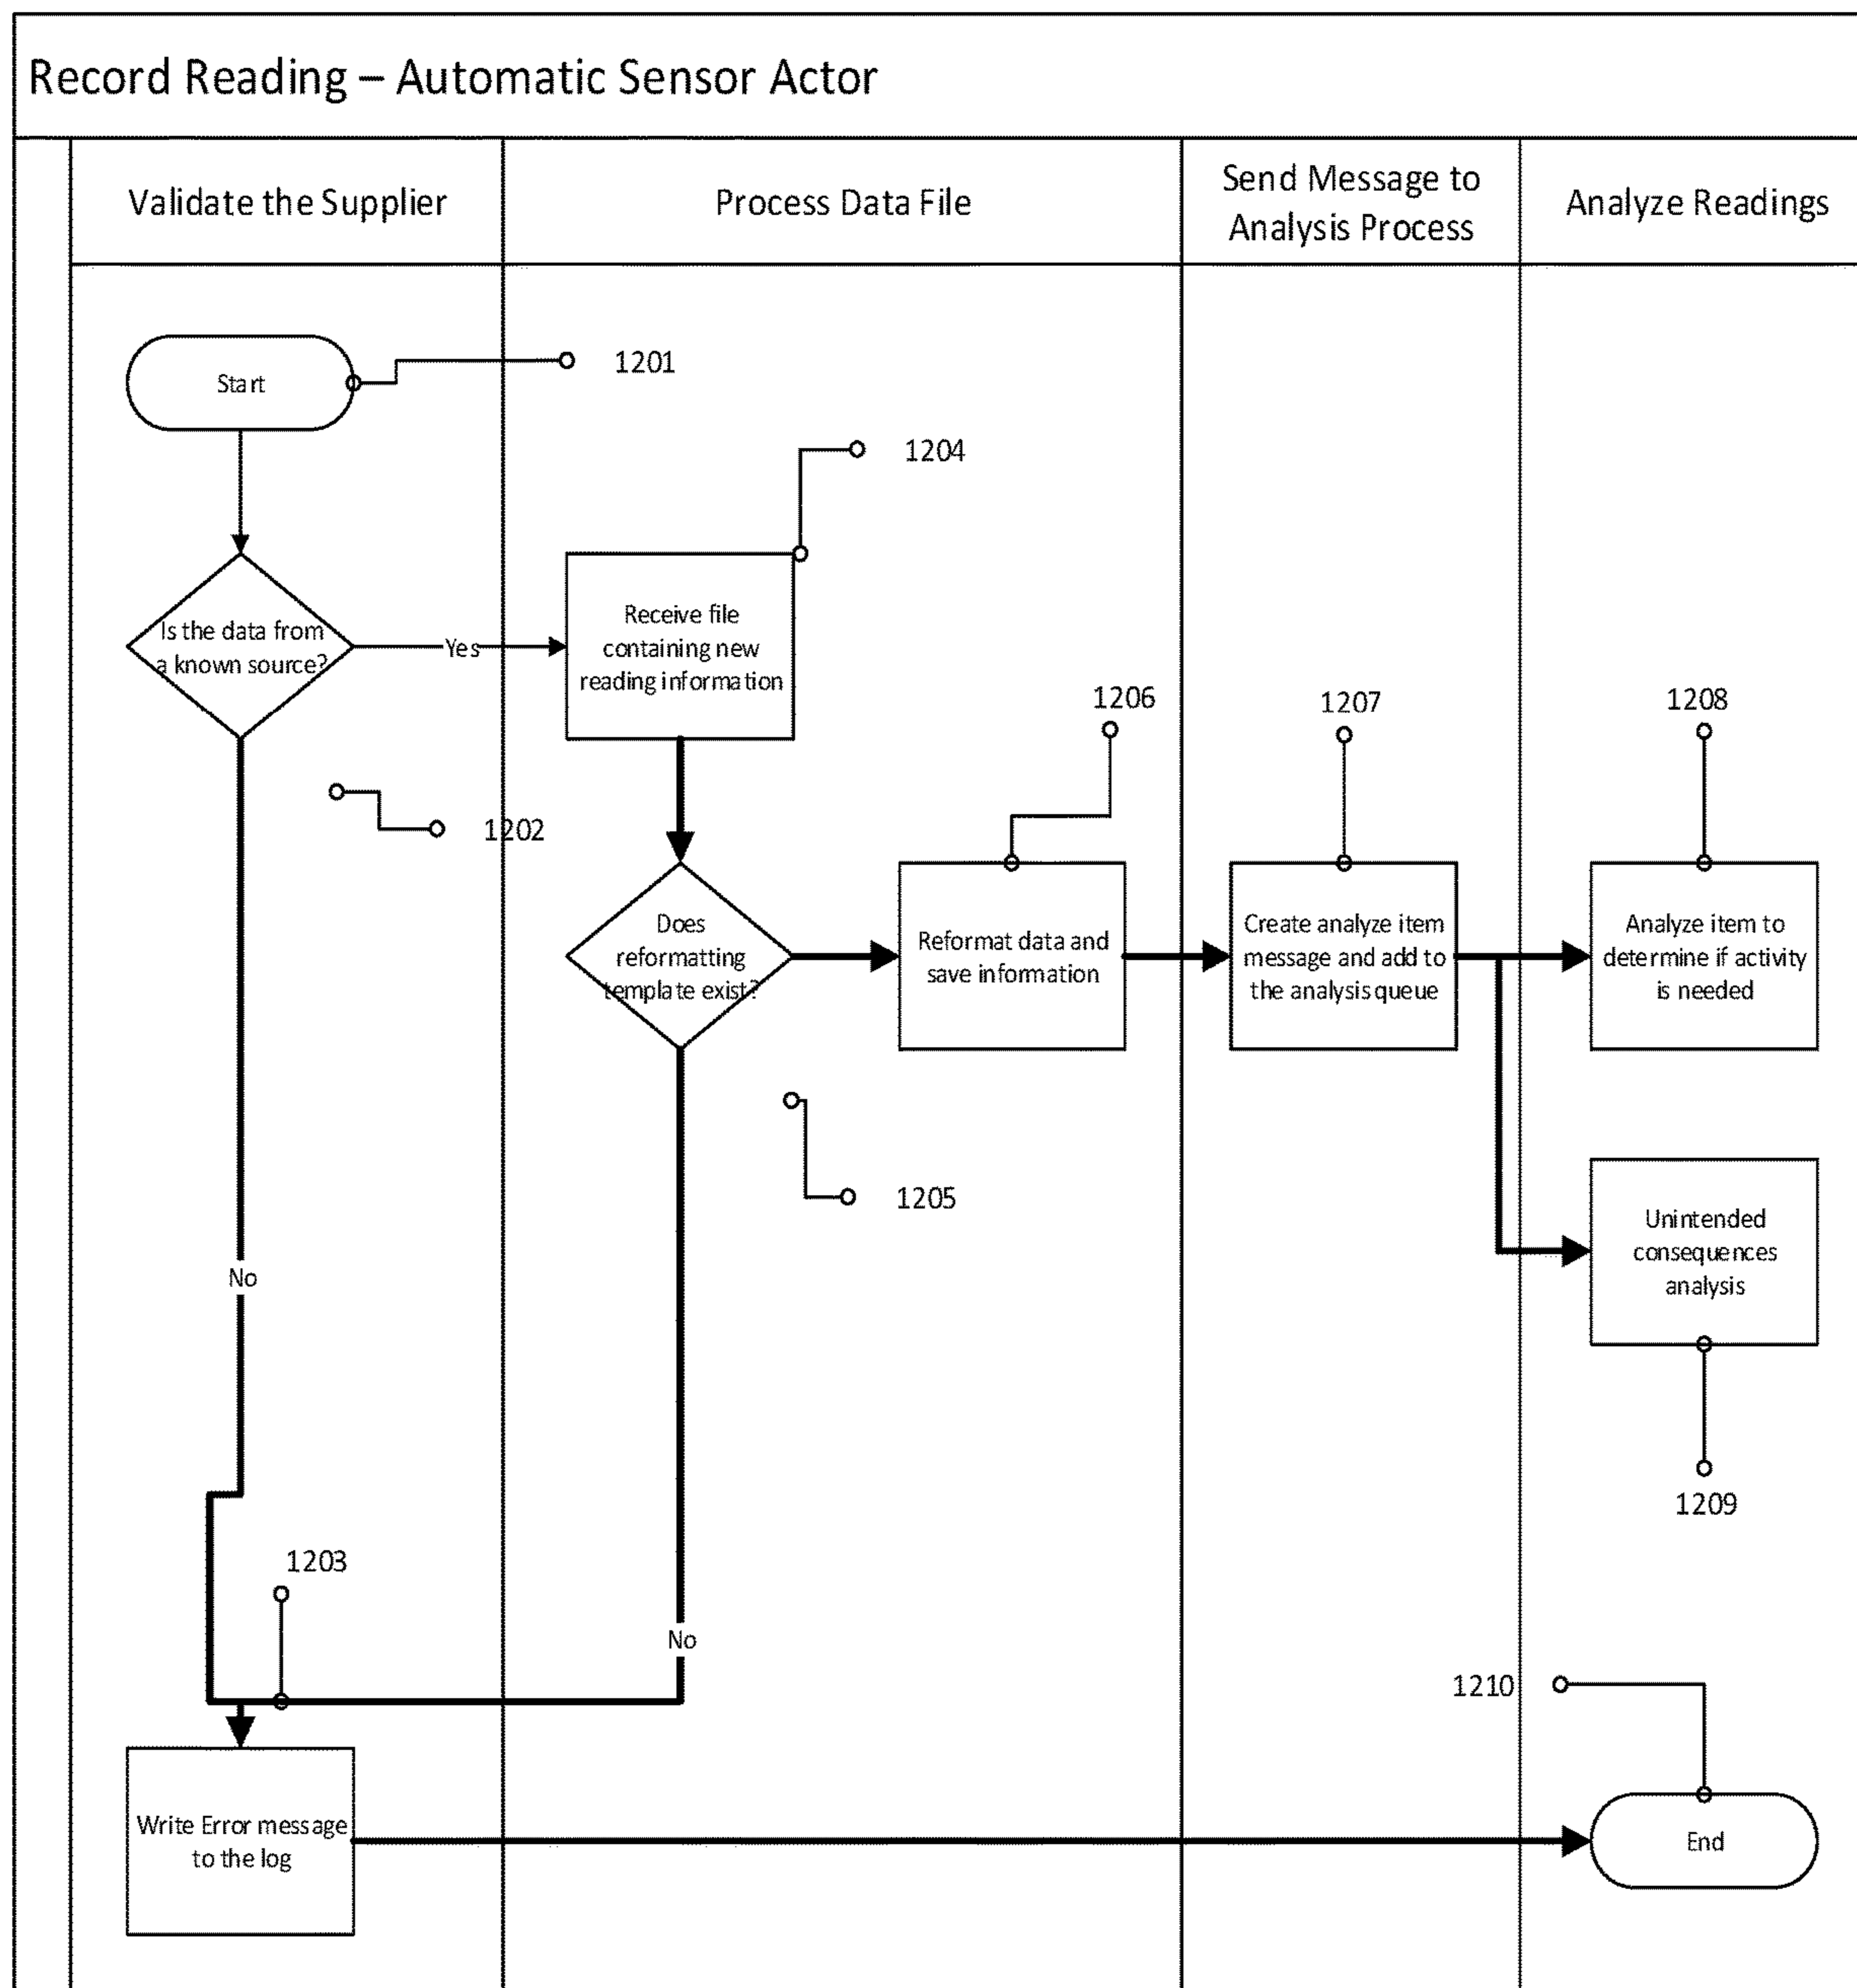 Record Reading – Automatic Sensor Actor
Validate the Supplier
Process Data File
Send Message to
Analysis Process
Analyze Readings
Start
1201
1204
Is the data from
a known source?
Yes
Receive file
containing new
reading information
1202
1206
1207
1208
Does
reformatting
template exist?
Reformat data and
save information
Create analyze item
message and add to
the analysis queue
Analyze item to
determine if activity
is needed
1205
Unintended
consequences
analysis
No
1209
1203
No
1210
Write Error message
to the log
End